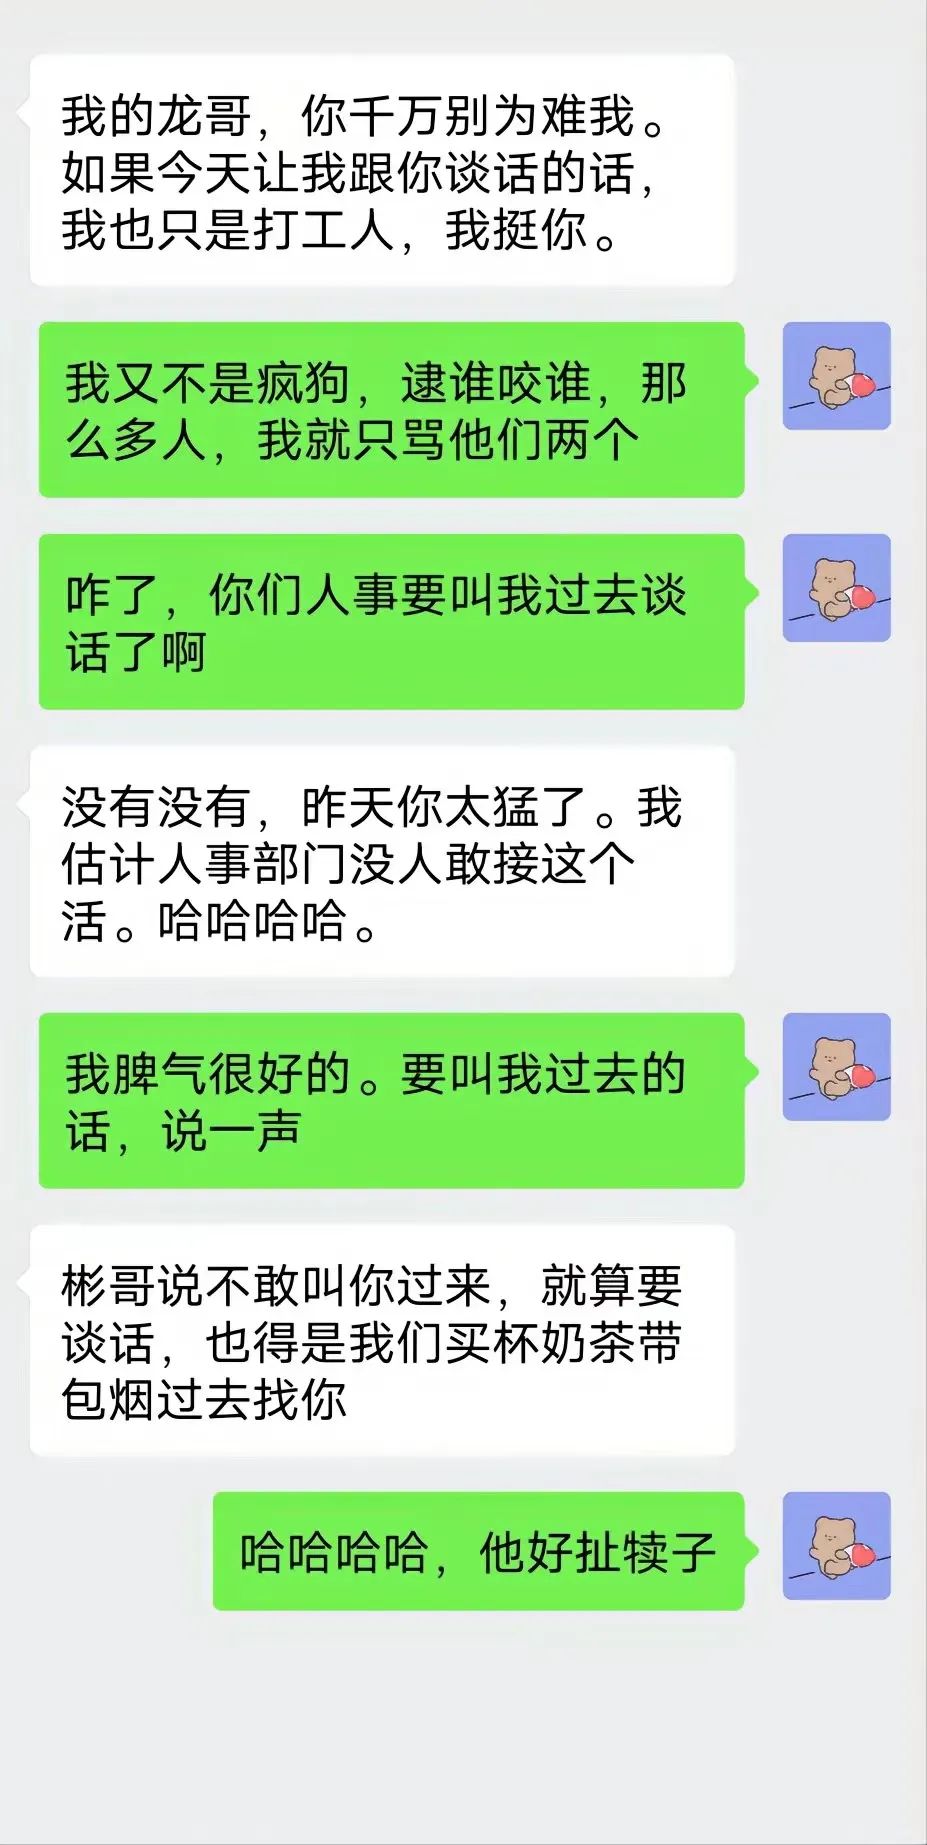 我的龙哥，你千万别为难我。
如果今天让我跟你谈话的话，
我也只是打工人，我挺你。
我又不是疯狗，逮谁咬谁，那
么多人，我就只骂他们两个
咋了，你们人事要叫我过去谈
话了啊
没有没有，昨天你太猛了。我
估计人事部门没人敢接这个
活。哈哈哈哈。
我脾气很好的。要叫我过去的
话，说一声
彬哥说不敢叫你过来，就算要
谈话，也得是我们买杯奶茶带
包烟过去找你
哈哈哈哈，他好扯犊子